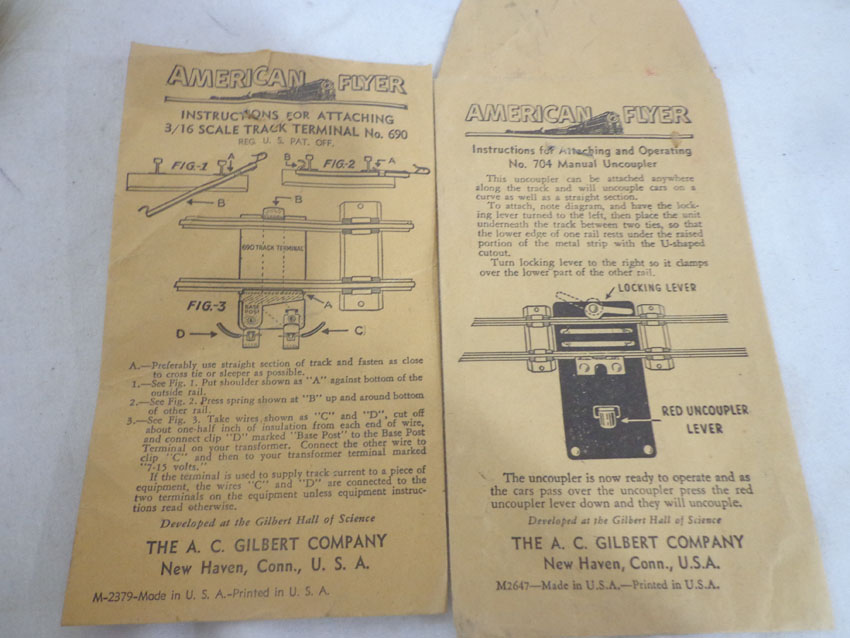 AMERICAN FLYER
INSTRUCTIONS FOR ATTACHING
3/16 SCALE TRACK TERMINAL No. 690
REG. U. S. PAT. OFF.
FIG-1
A
B
FIG-2
B
A
B
690 TRACK TERMINAL
FIG-3
BASE
POST
A
D
C
A.—Preferably use straight section of track and fasten as close
to cross tie or sleeper as possible.
1.—See Fig. 1. Put shoulder shown as "A" against bottom of the
outside rail.
2.—See Fig. 2. Press spring shown at "B" up and around bottom
of other rail.
3.—See Fig. 3. Take wires shown as "C" and "D", cut off
about one-half inch of insulation from each end of wire,
and connect clip "D" marked "Base Post" to the Base Post
Terminal on your transformer. Connect the other wire to
clip "C" and then to your transformer terminal marked
"7-15 volts."
If the terminal is used to supply track current to a piece of
equipment, the wires "C" and "D" are connected to the
two terminals on the equipment unless equipment instruc-
tions read otherwise.
Developed at the Gilbert Hall of Science
THE A. C. GILBERT COMPANY
New Haven, Conn., U. S. A.
M-2379-Made in U. S. A.-Printed in U. S. A.
AMERICAN FLYER
Instructions for Attaching and Operating
No. 704 Manual Uncoupler
This uncoupler can be attached anywhere
along the track and will uncouple cars on a
curve as well as a straight section.
To attach, note diagram, and have the lock-
ing lever turned to the left, then place the unit
underneath the track between two ties, so that
the lower edge of one rail rests under the raised
portion of the metal strip with the U-shaped
cutout.
Turn locking lever to the right so it clamps
over the lower part of the other rail.
LOCKING LEVER
RED UNCOUPLER
LEVER
The uncoupler is now ready to operate and as
the cars pass over the uncoupler press the red
uncoupler lever down and they will uncouple.
Developed at the Gilbert Hall of Science
THE A. C. GILBERT COMPANY
New Haven, Conn., U.S.A.
M2647—Made in U.S.A.—Printed in U.S.A.